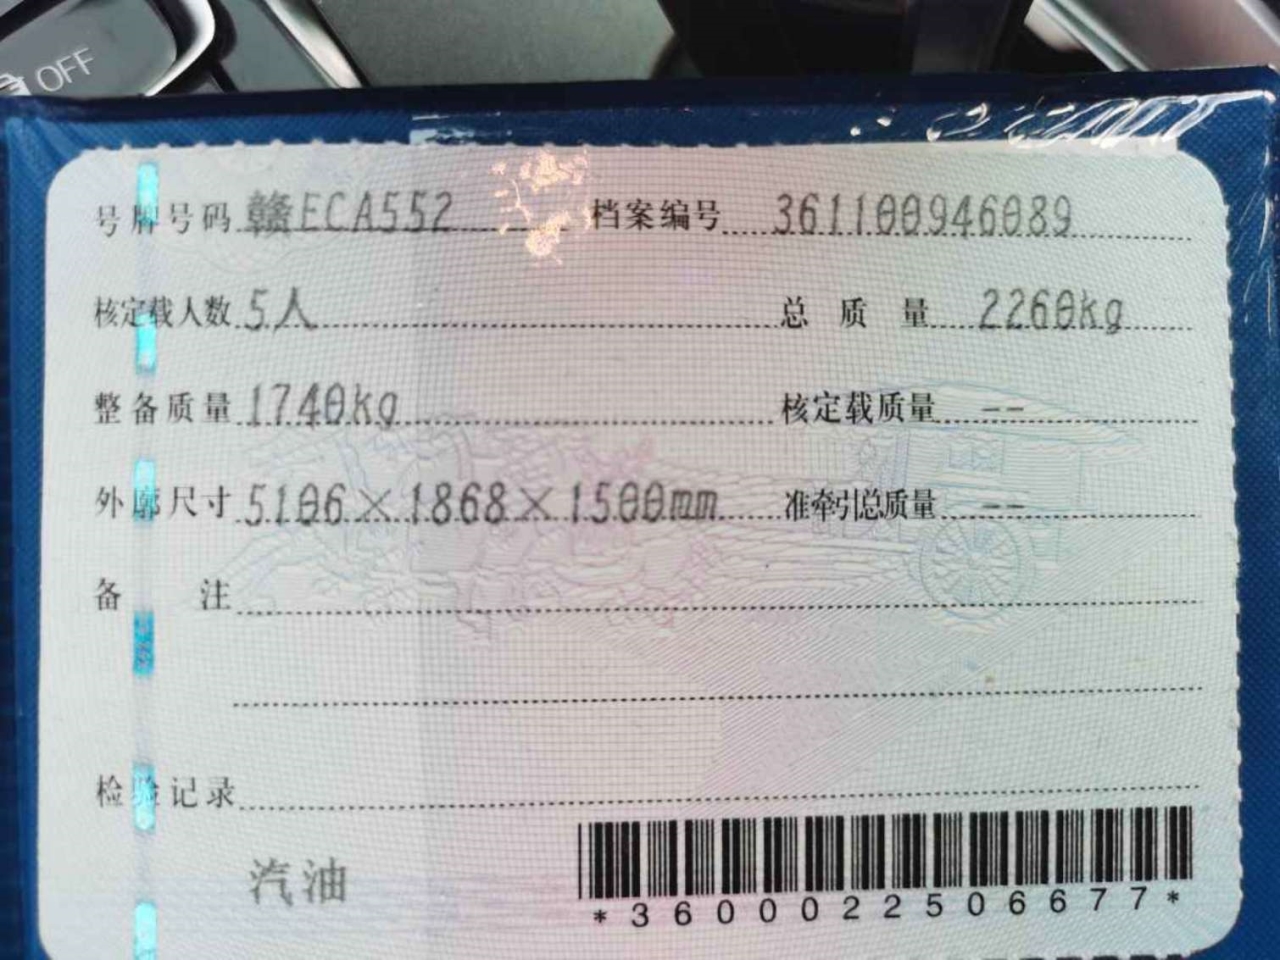 OFF
号牌号码 赣ECA552 档案编号 361100946089
核定载人数 5人 总质量 2260kg
整备质量 1740kg 核定载质量 --
外廓尺寸 5106×1868×1500mm 准牵引总质量 --
备注
检验记录
汽油
*3600022506677*